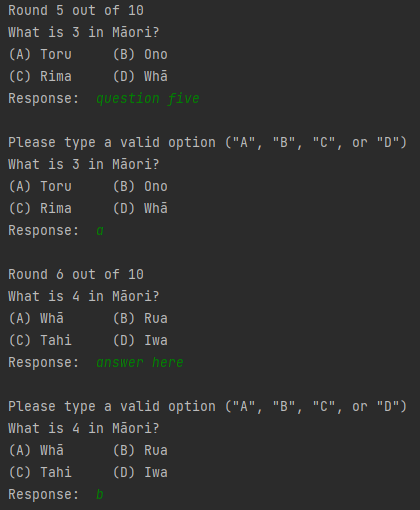 Round 5 out of 10
What is 3 in Māori?
(A) Toru     (B) Ono
(C) Rima     (D) Whā
Response:  question five
Please type a valid option ("A", "B", "C", or "D")
What is 3 in Māori?
(A) Toru     (B) Ono
(C) Rima     (D) Whā
Response:  a
Round 6 out of 10
What is 4 in Māori?
(A) Whā      (B) Rua
(C) Tahi     (D) Iwa
Response:  answer here
Please type a valid option ("A", "B", "C", or "D")
What is 4 in Māori?
(A) Whā      (B) Rua
(C) Tahi     (D) Iwa
Response:  b